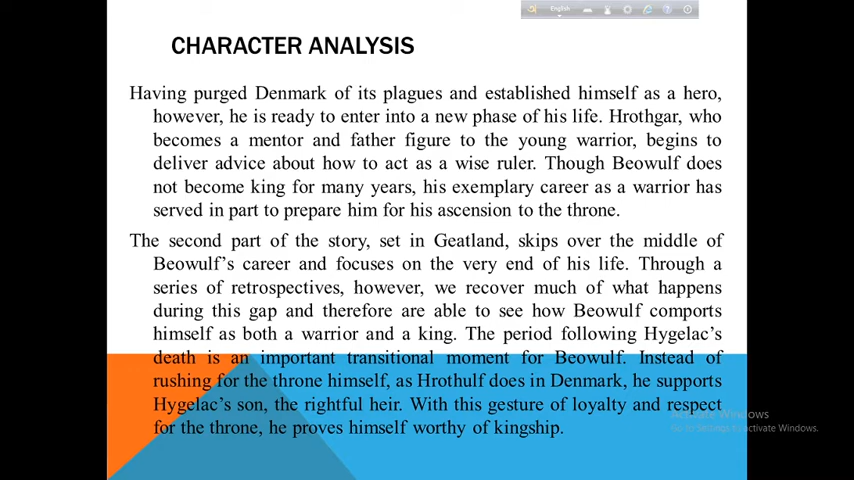 English
CHARACTER ANALYSIS
Having purged Denmark of its plagues and established himself as a hero,
however, he is ready to enter into a new phase of his life. Hrothgar, who
becomes a mentor and father figure to the young warrior, begins to
deliver advice about how to act as a wise ruler. Though Beowulf does
not become king for many years, his exemplary career as a warrior has
served in part to prepare him for his ascension to the throne.
The second part of the story, set in Geatland, skips over the middle of
Beowulf’s career and focuses on the very end of his life. Through a
series of retrospectives, however, we recover much of what happens
during this gap and therefore are able to see how Beowulf comports
himself as both a warrior and a king. The period following Hygelac’s
death is an important transitional moment for Beowulf. Instead of
rushing for the throne himself, as Hrothulf does in Denmark, he supports
Hygelac’s son, the rightful heir. With this gesture of loyalty and respect
for the throne, he proves himself worthy of kingship.
Activate Windows
Go to Settings to activate Windows.